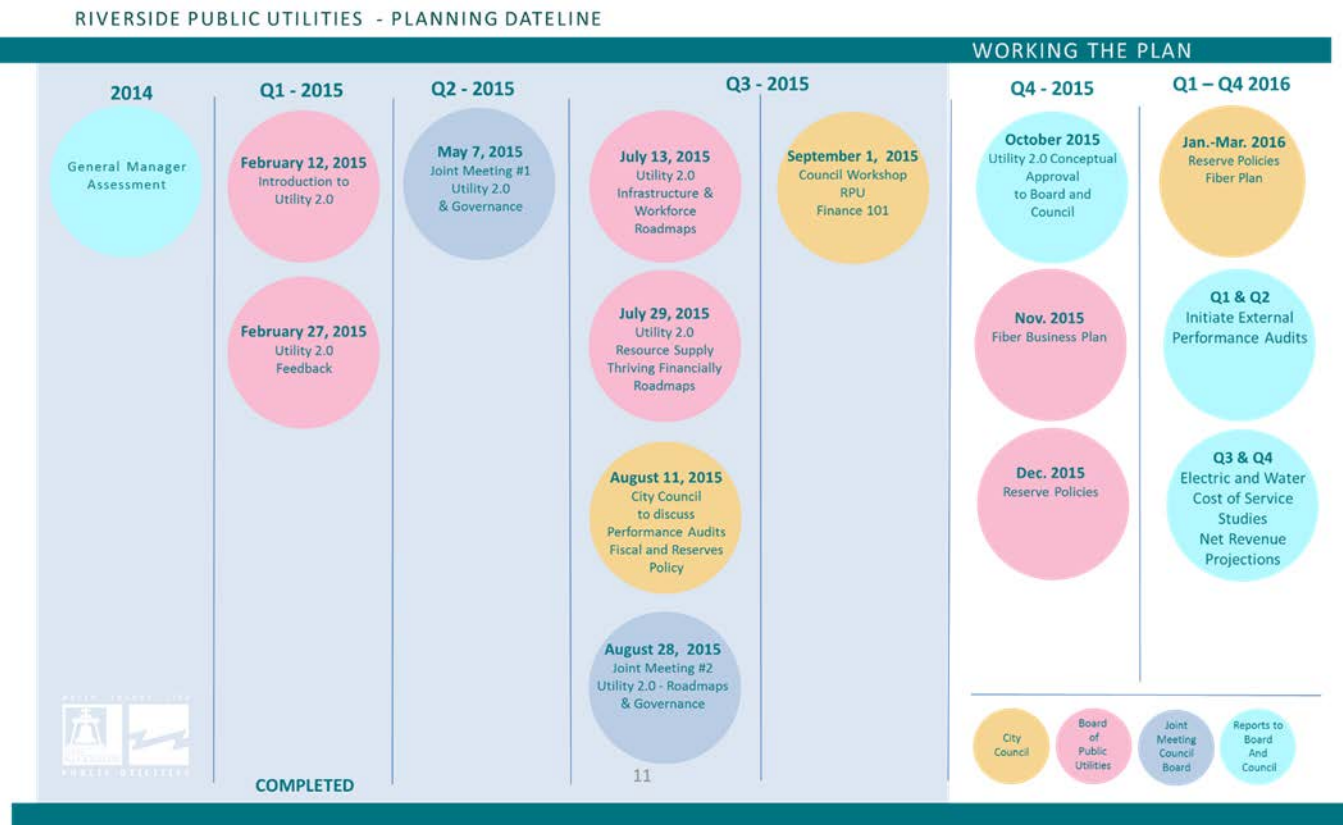 RIVERSIDE PUBLIC UTILITIES - PLANNING DATELINE
WORKING THE PLAN
2014
General Manager
Assessment
Q1 - 2015
February 12, 2015
Introduction to
Utility 2.0
February 27, 2015
Utility 2.0
Feedback
Q2 - 2015
May 7, 2015
Joint Meeting #1
Utility 2.0
& Governance
Q3 - 2015
July 13, 2015
Utility 2.0
Infrastructure &
Workforce
Roadmaps
July 29, 2015
Utility 2.0
Resource Supply
Thriving Financially
Roadmaps
August 11, 2015
City Council
to discuss
Performance Audits
Fiscal and Reserves
Policy
August 28, 2015
Joint Meeting #2
Utility 2.0 - Roadmaps
& Governance
September 1, 2015
Council Workshop
RPU
Finance 101
Q4 - 2015
October 2015
Utility 2.0 Conceptual
Approval
to Board and
Council
Nov. 2015
Fiber Business Plan
Dec. 2015
Reserve Policies
Q1 – Q4 2016
Jan.-Mar. 2016
Reserve Policies
Fiber Plan
Q1 & Q2
Initiate External
Performance Audits
Q3 & Q4
Electric and Water
Cost of Service
Studies
Net Revenue
Projections
City
Council
Board
of
Public
Utilities
Joint
Meeting
Council
Board
Reports to
Board
And
Council
WATER ENERGY LIFE
PUBLIC UTILITIES
COMPLETED
11